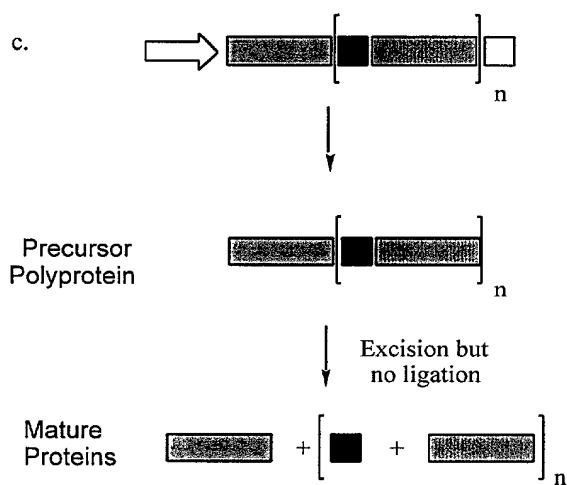 c.
n
Precursor
Polyprotein
n
Excision but
no ligation
Mature
Proteins
+
+
n